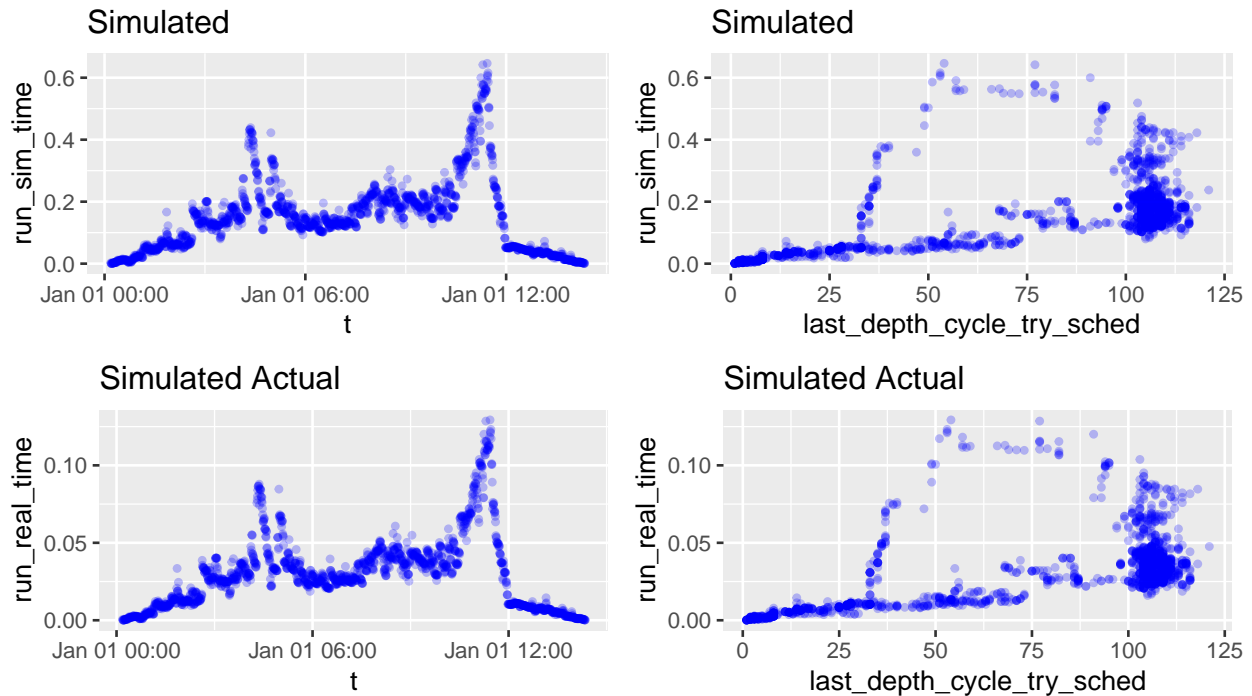 Simulated
run_sim_time
0.6
0.4
0.2
0.0
Jan 01 00:00 Jan 01 06:00 Jan 01 12:00
t
Simulated
run_sim_time
0.6
0.4
0.2
0.0
0 25 50 75 100 125
last_depth_cycle_try_sched
Simulated Actual
run_real_time
0.10
0.05
0.00
Jan 01 00:00 Jan 01 06:00 Jan 01 12:00
t
Simulated Actual
run_real_time
0.10
0.05
0.00
0 25 50 75 100 125
last_depth_cycle_try_sched